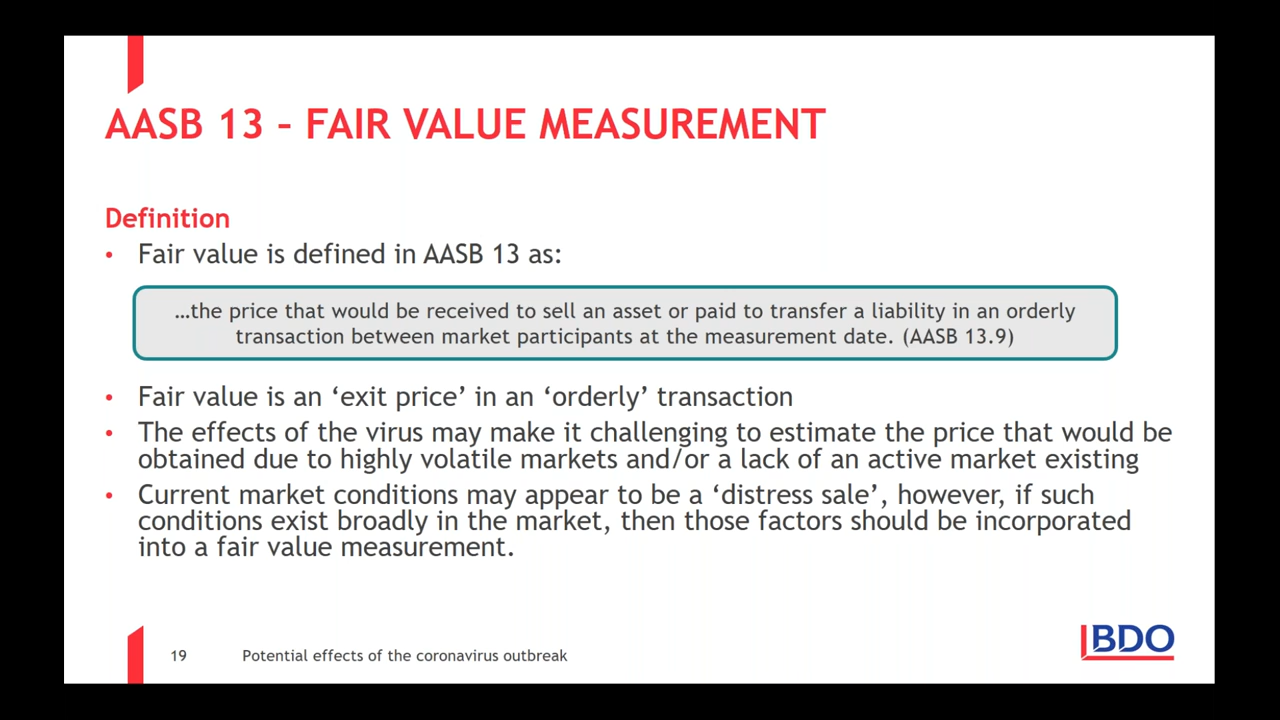 AASB 13 – FAIR VALUE MEASUREMENT
Definition
• Fair value is defined in AASB 13 as:
…the price that would be received to sell an asset or paid to transfer a liability in an orderly
transaction between market participants at the measurement date. (AASB 13.9)
• Fair value is an ‘exit price’ in an ‘orderly’ transaction
• The effects of the virus may make it challenging to estimate the price that would be
obtained due to highly volatile markets and/or a lack of an active market existing
• Current market conditions may appear to be a ‘distress sale’, however, if such
conditions exist broadly in the market, then those factors should be incorporated
into a fair value measurement.
19 Potential effects of the coronavirus outbreak
BDO